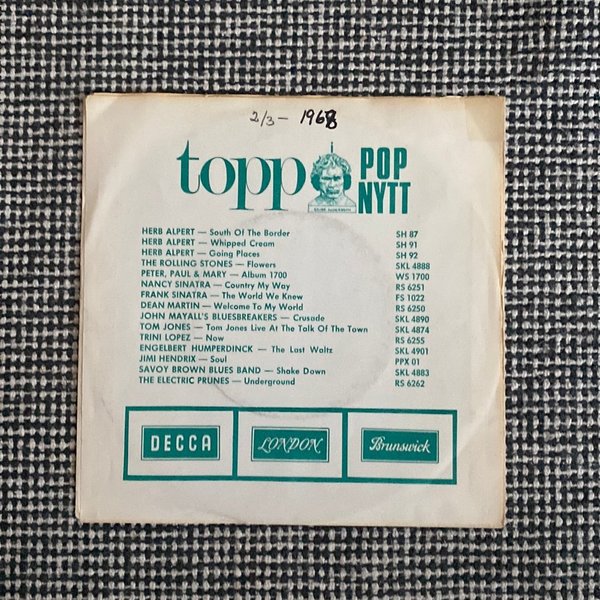 2/3 - 1968
topp POP
NYTT
HERB ALPERT — South Of The Border SH 87
HERB ALPERT — Whipped Cream SH 91
HERB ALPERT — Going Places SH 92
THE ROLLING STONES — Flowers SKL 4888
PETER, PAUL & MARY — Album 1700 WS 1700
NANCY SINATRA — Country My Way RS 6251
FRANK SINATRA — The World We Knew FS 1022
DEAN MARTIN — Welcome To My World RS 6250
JOHN MAYALL'S BLUESBREAKERS — Crusade SKL 4890
TOM JONES — Tom Jones Live At The Talk Of The Town SKL 4874
TRINI LOPEZ — Now RS 6255
ENGELBERT HUMPERDINCK — The Last Waltz SKL 4901
JIMI HENDRIX — Soul PPX 01
SAVOY BROWN BLUES BAND — Shake Down SKL 4883
THE ELECTRIC PRUNES — Underground RS 6262
DECCA LONDON Brunswick